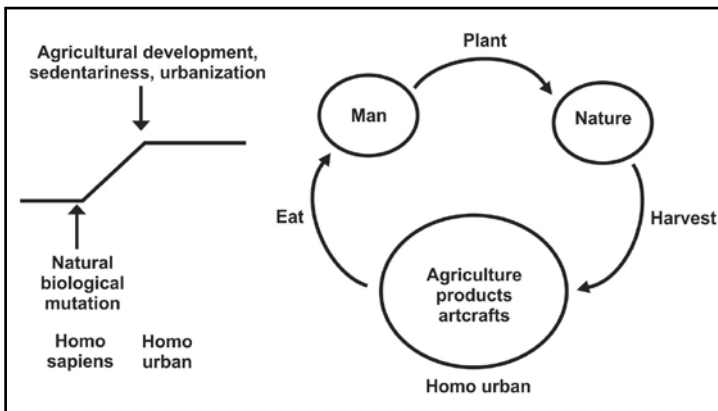 Agricultural development,
sedentariness, urbanization
Natural
biological
mutation
Homo
sapiens
Homo
urban
Plant
Man
Nature
Eat
Harvest
Agriculture
products
artcrafts
Homo urban